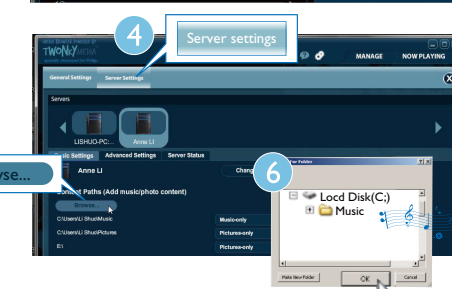 4
Server settings
TWONKYMEDIA
MANAGE NOW PLAYING
General Settings Server Settings X
Servers
LISHUO-PC:... Anne LI
Basic Settings Advanced Settings Server Status
Anne LI Chang
Content Paths (Add music/photo content)
Browse...
C:\Users\Li Shuo\Music Music-only
C:\Users\Li Shuo\Pictures Pictures-only
E:\ Pictures-only
wse...
6
For Folder
Locd Disk(C;)
Music
Make New Folder OK Cancel